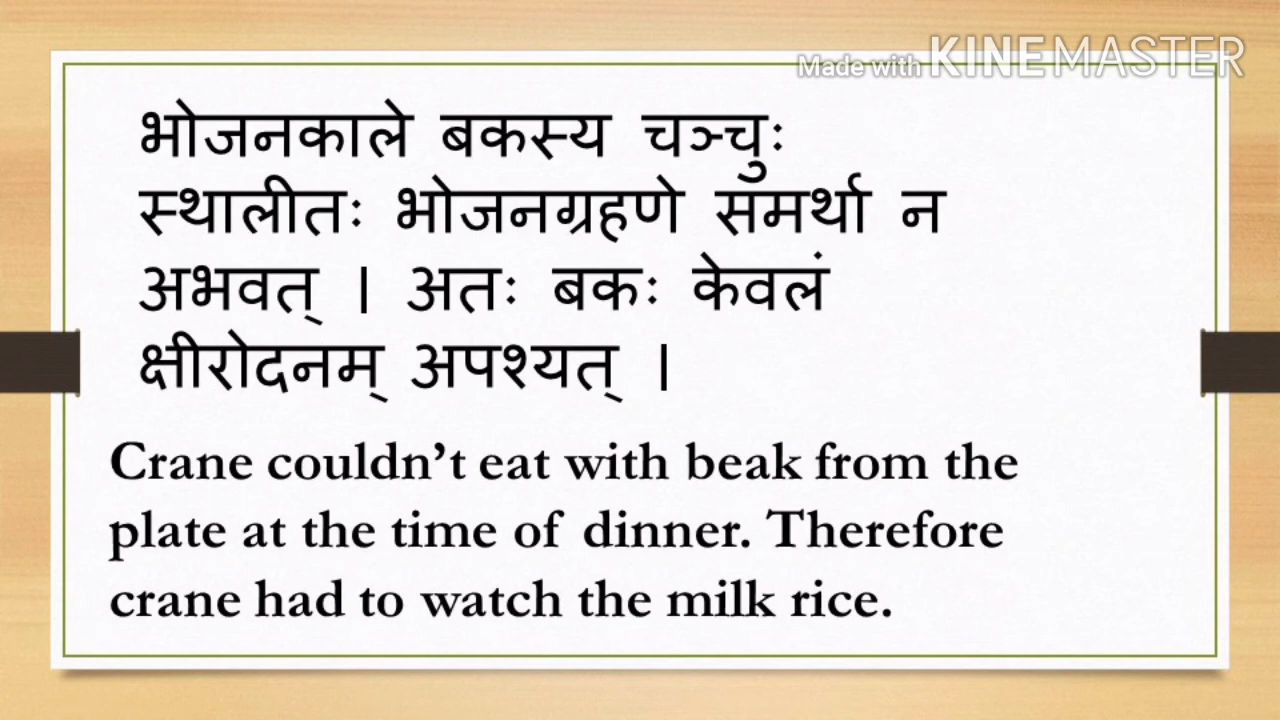 Made with KINEMASTER
भोजनकाले बकस्य चञ्चुः
स्थालीतः भोजनग्रहणे समर्था न
अभवत् । अतः बकः केवलं
क्षीरोदनम् अपश्यत् ।
Crane couldn’t eat with beak from the
plate at the time of dinner. Therefore
crane had to watch the milk rice.